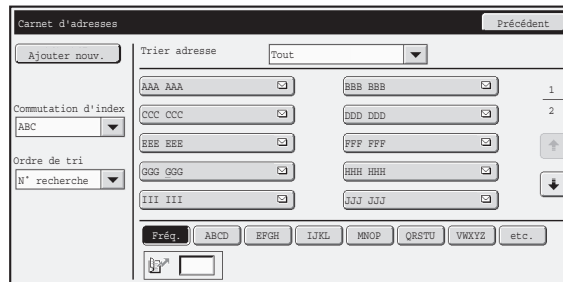 Carnet d'adresses
Précédent
Ajouter nouv.
Trier adresse
Tout
AAA AAA
BBB BBB
1
Commutation d'index
CCC CCC
DDD DDD
2
ABC
EEE EEE
FFF FFF
Ordre de tri
GGG GGG
HHH HHH
N° recherche
III III
JJJ JJJ
Fréq.
ABCD
EFGH
IJKL
MNOP
QRSTU
VWXYZ
etc.